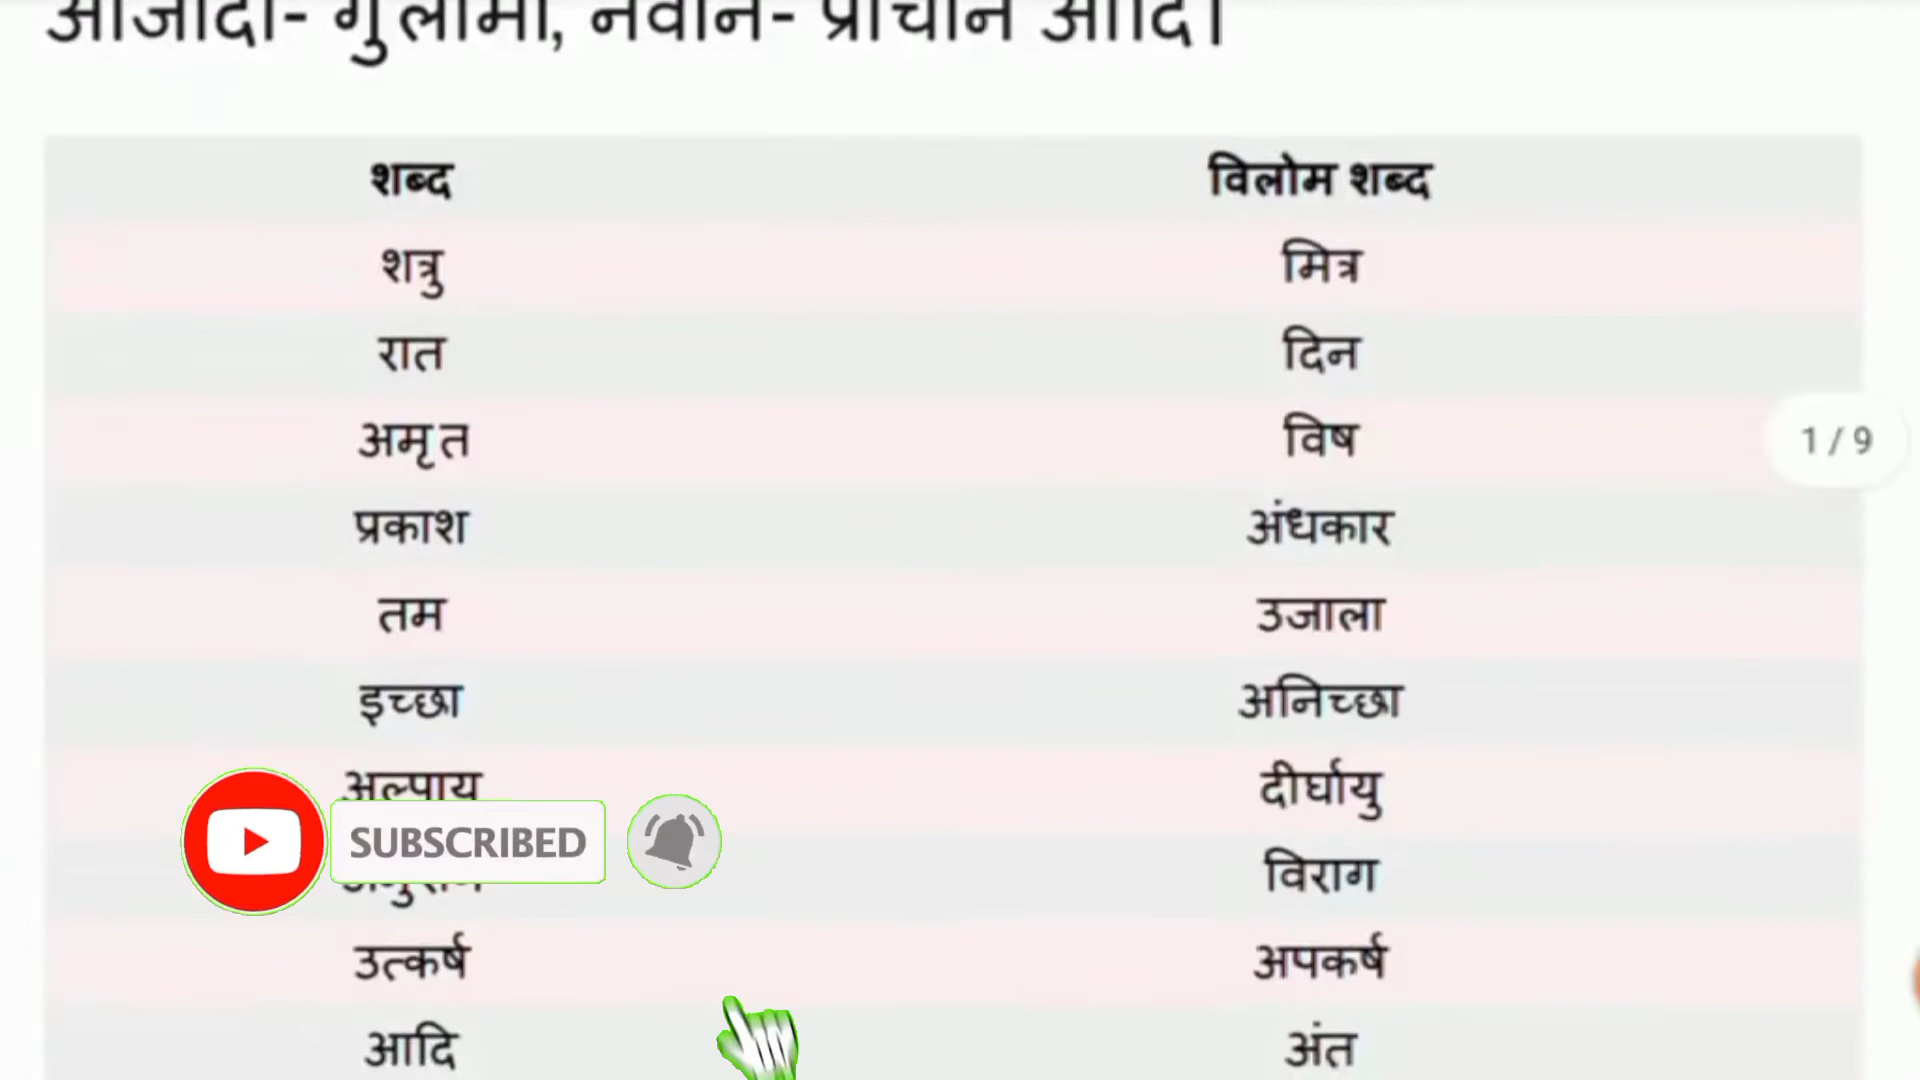 आजादी- गुलामी, नवीन- प्राचीन आदि।
शब्द विलोम शब्द
शत्रु मित्र
रात दिन
अमृत विष
प्रकाश अंधकार
1 / 9
तम उजाला
इच्छा अनिच्छा
दीर्घायु
SUBSCRIBED
विराग
उत्कर्ष अपकर्ष
आदि अंत